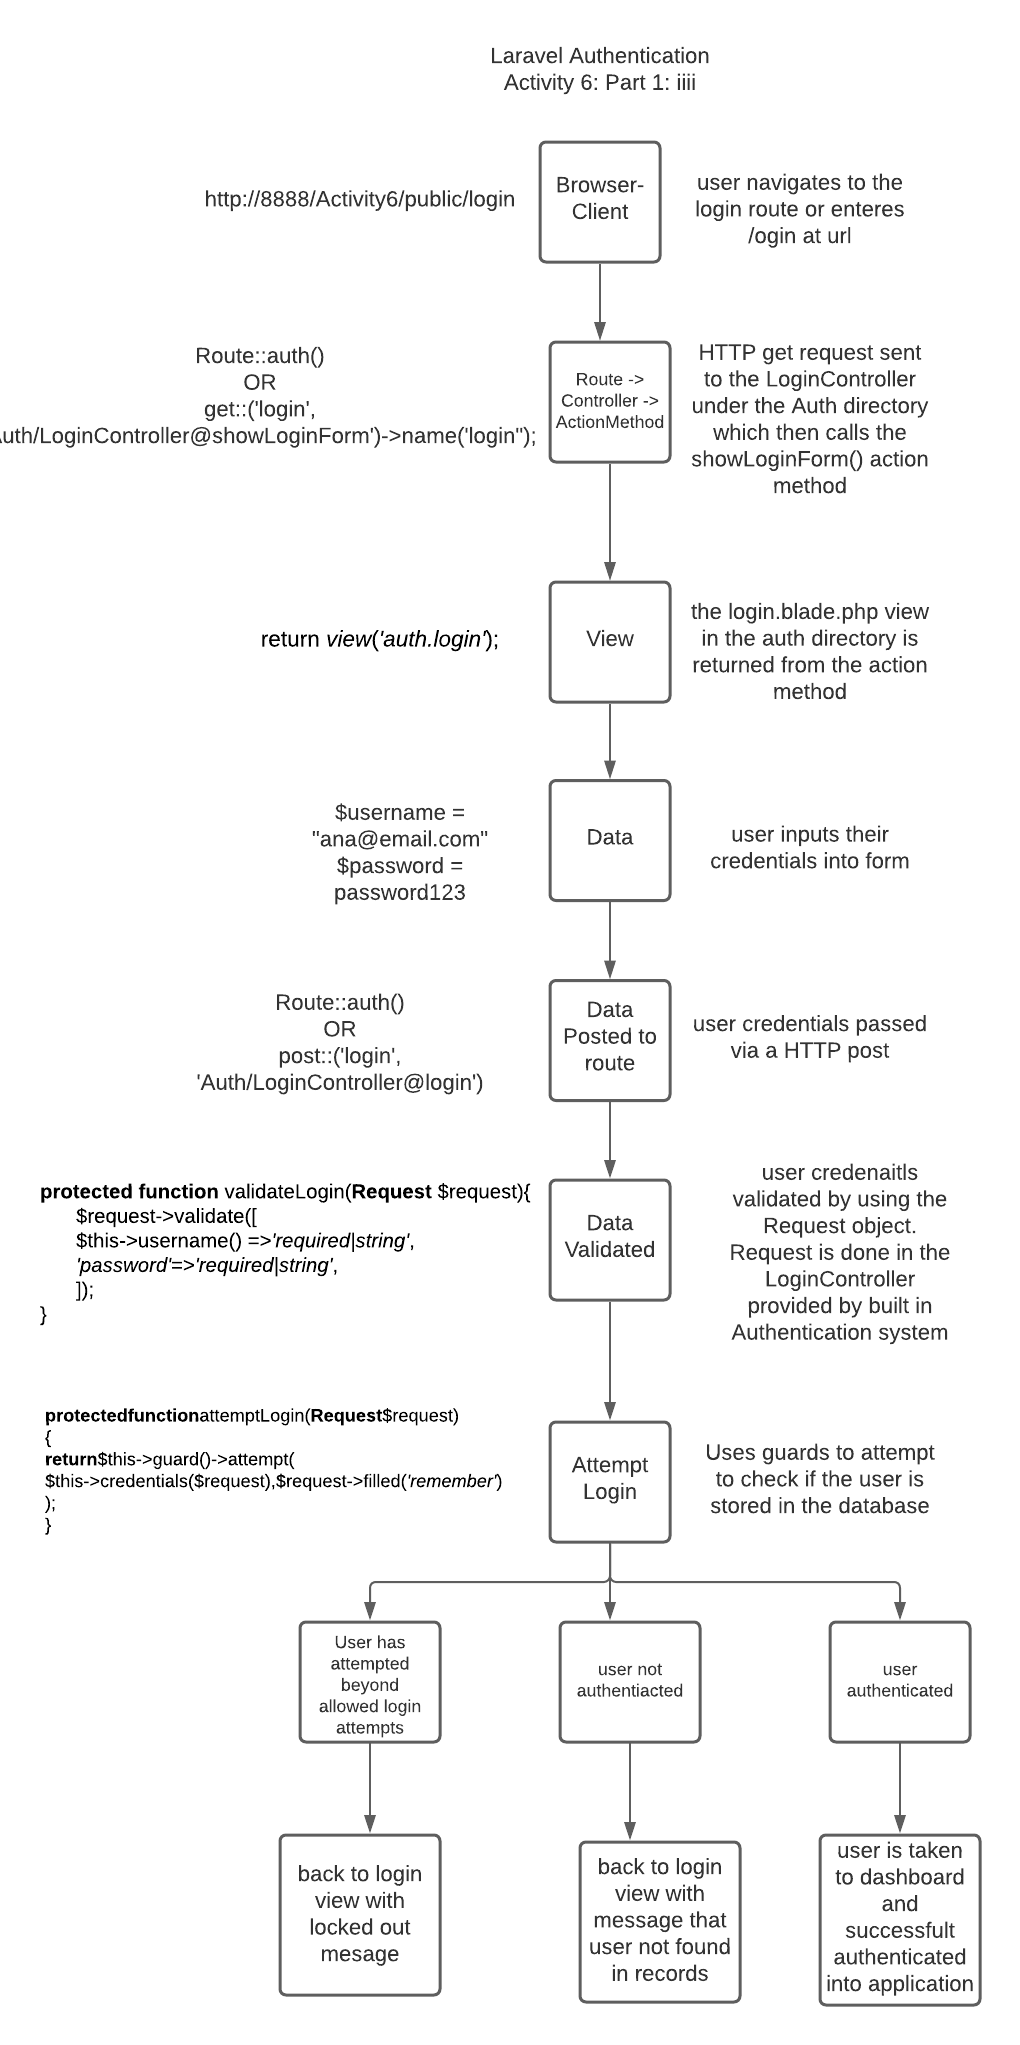 Laravel Authentication
Activity 6: Part 1: iiii
http://8888/Activity6/public/login
Browser-
Client
user navigates to the
login route or enteres
/ogin at url
Route::auth()
OR
get::('login',
Auth/LoginController@showLoginForm')->name('login");
Route ->
Controller ->
ActionMethod
HTTP get request sent
to the LoginController
under the Auth directory
which then calls the
showLoginForm() action
method
return view('auth.login');
View
the login.blade.php view
in the auth directory is
returned from the action
method
$username =
"ana@email.com"
$password =
password123
Data
user inputs their
credentials into form
Route::auth()
OR
post::('login',
'Auth/LoginController@login')
Data
Posted to
route
user credentials passed
via a HTTP post
protected function validateLogin(Request $request){
$request->validate([
$this->username() =>'required|string',
'password'=>'required|string',
]);
}
Data
Validated
user credenaitls
validated by using the
Request object.
Request is done in the
LoginController
provided by built in
Authentication system
protectedfunctionattemptLogin(Request$request)
{
return$this->guard()->attempt(
$this->credentials($request),$request->filled('remember')
);
}
Attempt
Login
Uses guards to attempt
to check if the user is
stored in the database
User has
attempted
beyond
allowed login
attempts
user not
authentiacted
user
authenticated
back to login
view with
locked out
mesage
back to login
view with
message that
user not found
in records
user is taken
to dashboard
and
successfult
authenticated
into application